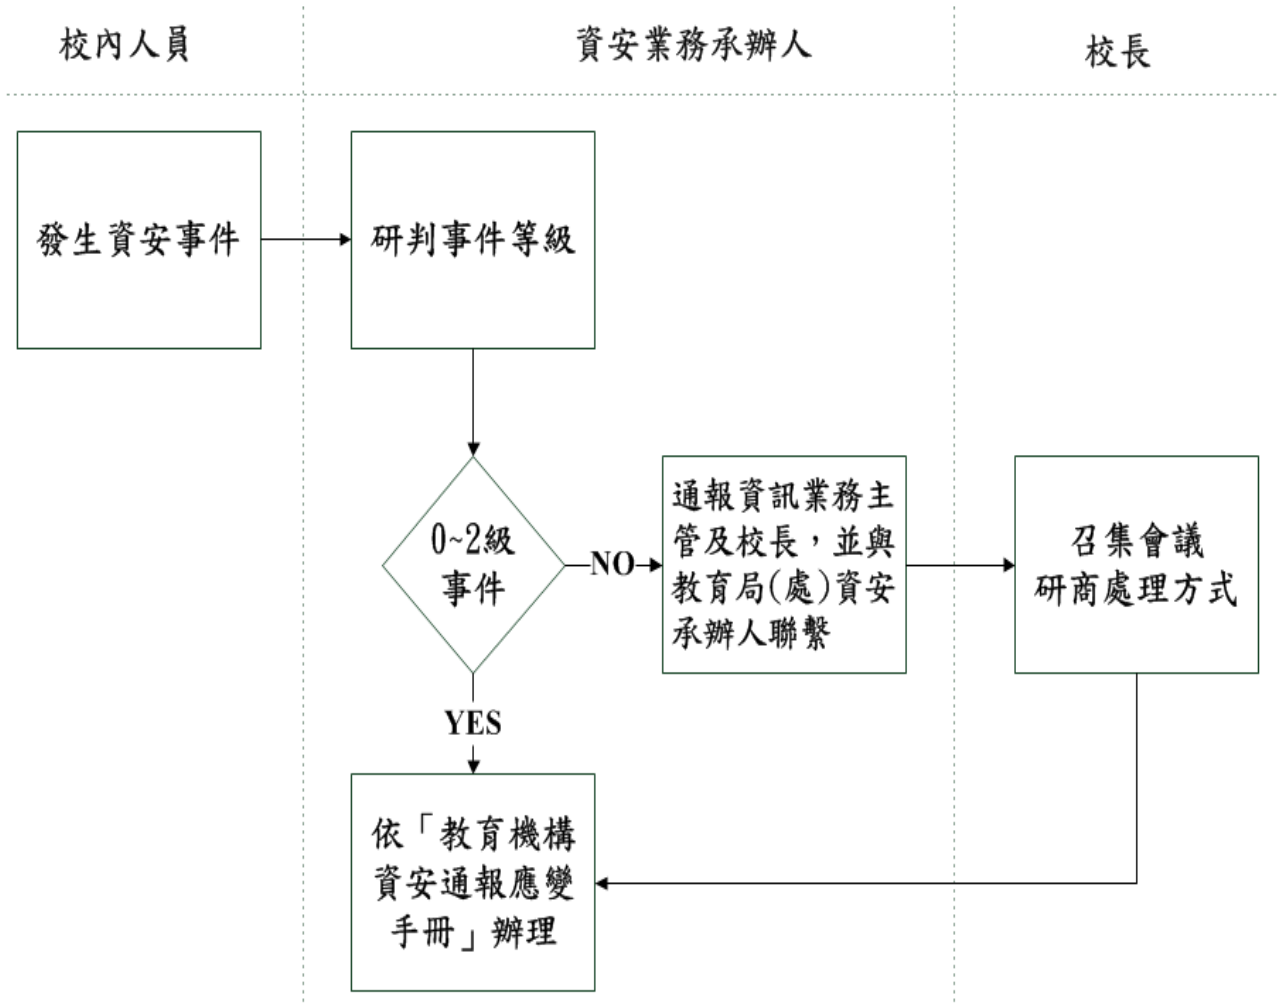 校內人員
資安業務承辦人
校長
發生資安事件
研判事件等級
0~2級
事件
NO
通報資訊業務主
管及校長，並與
教育局(處)資安
承辦人聯繫
召集會議
研商處理方式
YES
依「教育機構
資安通報應變
手冊」辦理